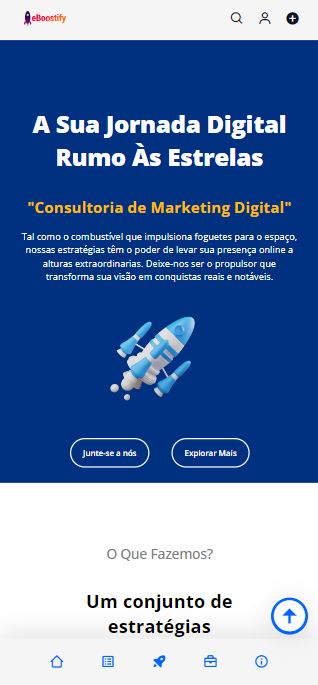 eBoostify
A Sua Jornada Digital
Rumo Às Estrelas
"Consultoria de Marketing Digital"
Tal como o combustível que impulsiona foguetes para o espaço,
nossas estratégias têm o poder de levar sua presença online a
alturas extraordinarias. Deixe-nos ser o propulsor que
transforma sua visão em conquistas reais e notáveis.
Junte-se a nós
Explorar Mais
O Que Fazemos?
Um conjunto de
estratégias